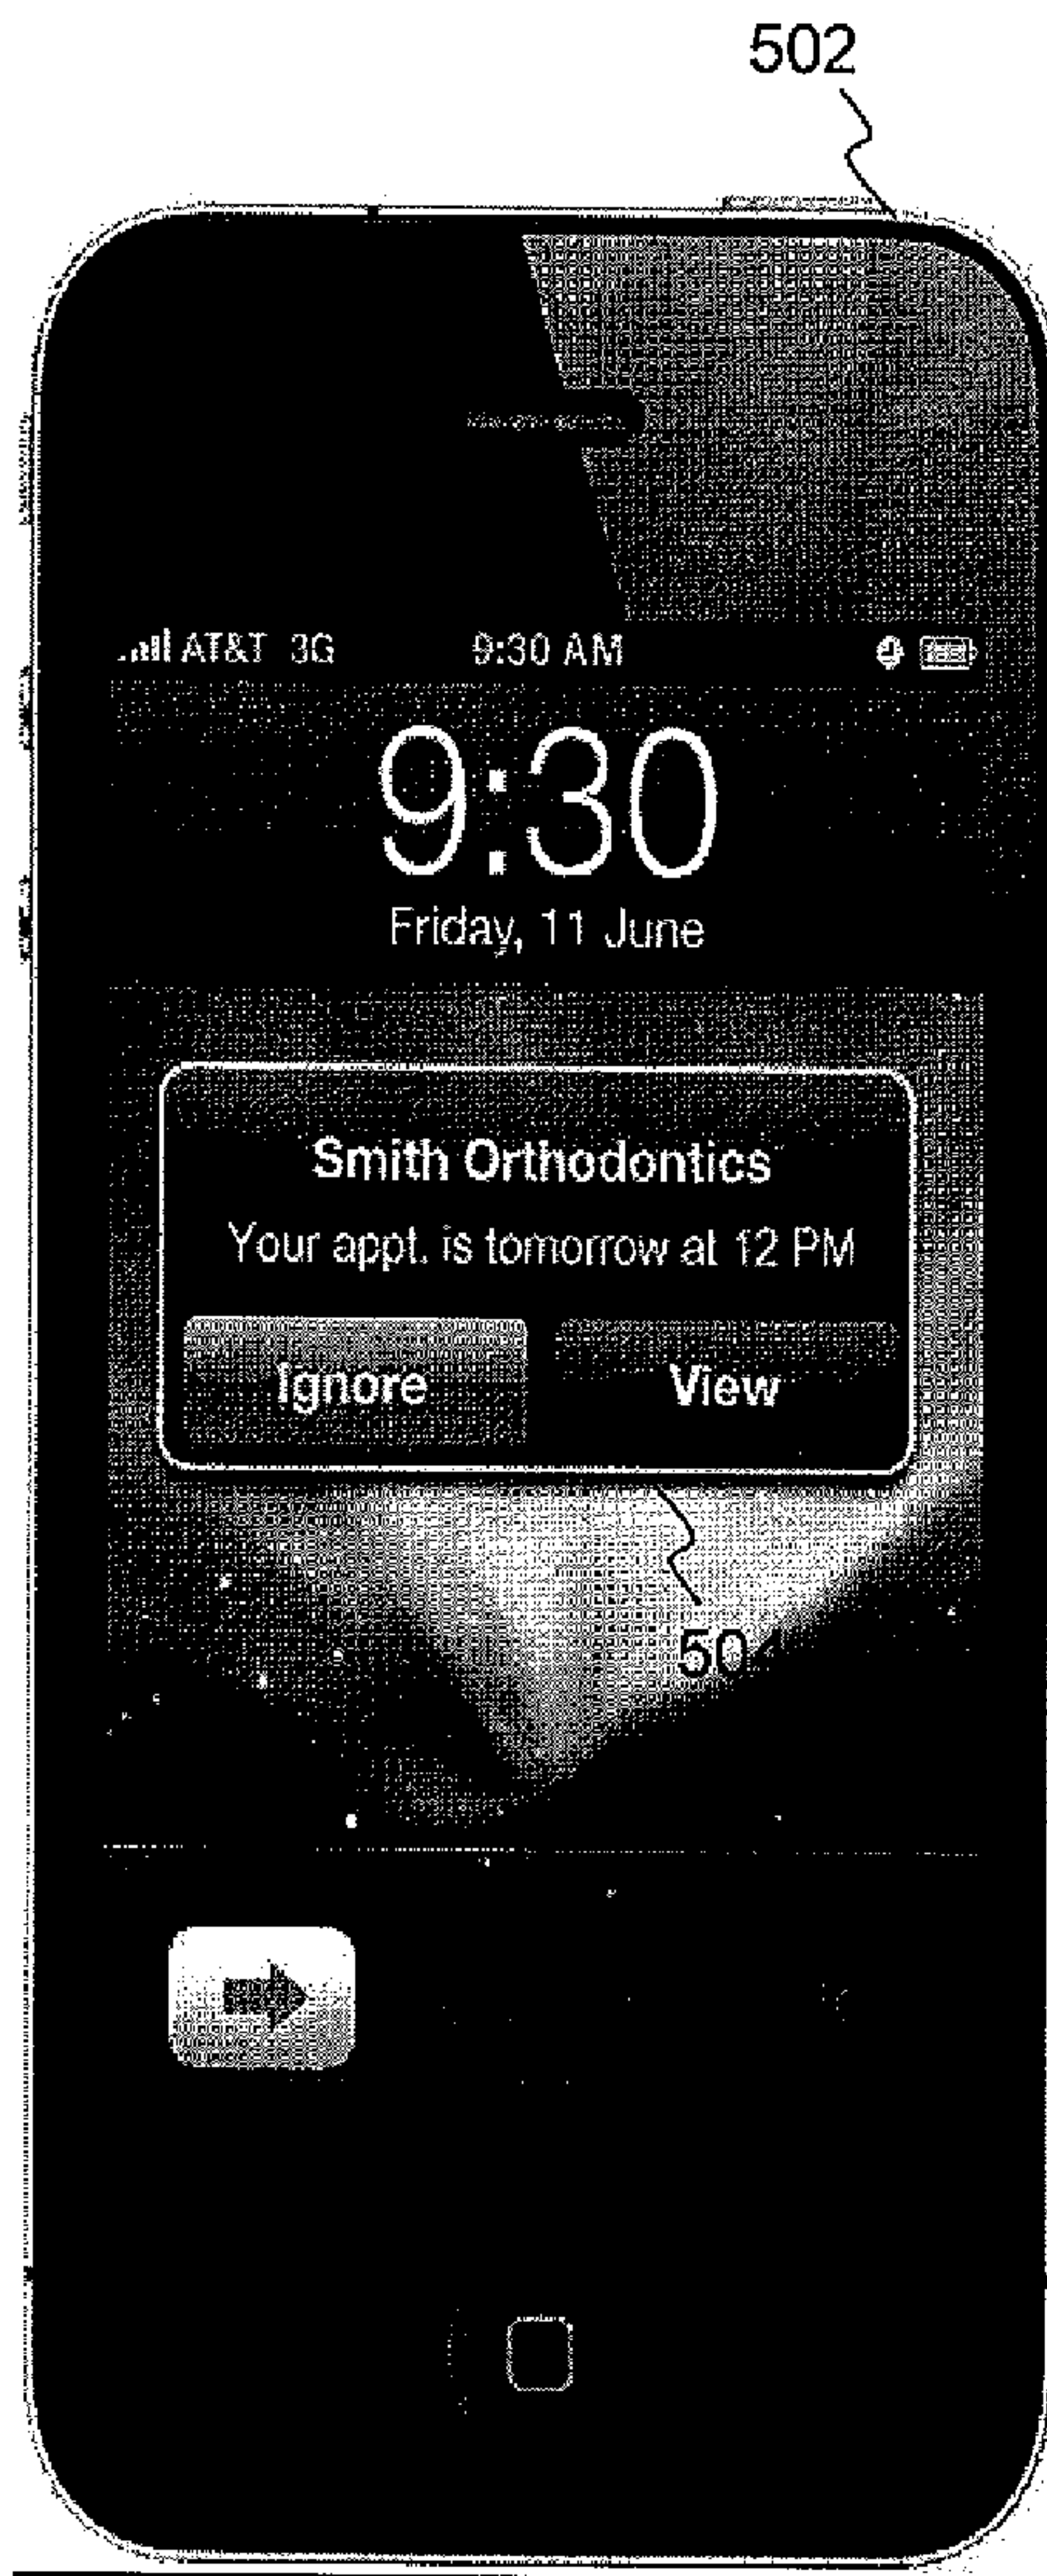 502
AT&T 3G 9:30 AM
9:30
Friday, 11 June
Smith Orthodontics
Your appt. is tomorrow at 12 PM
Ignore View
50